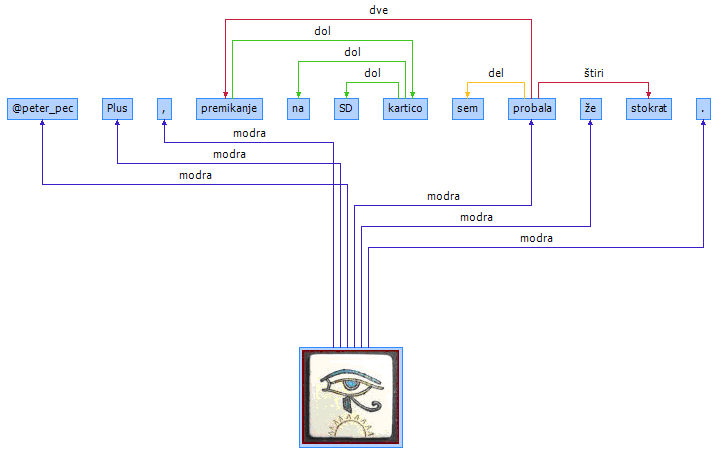 dve
dol
dol
dol del štiri
@peter_pec Plus , premikanje na SD kartico sem probala že stokrat .
modra
modra
modra
modra
modra
modra